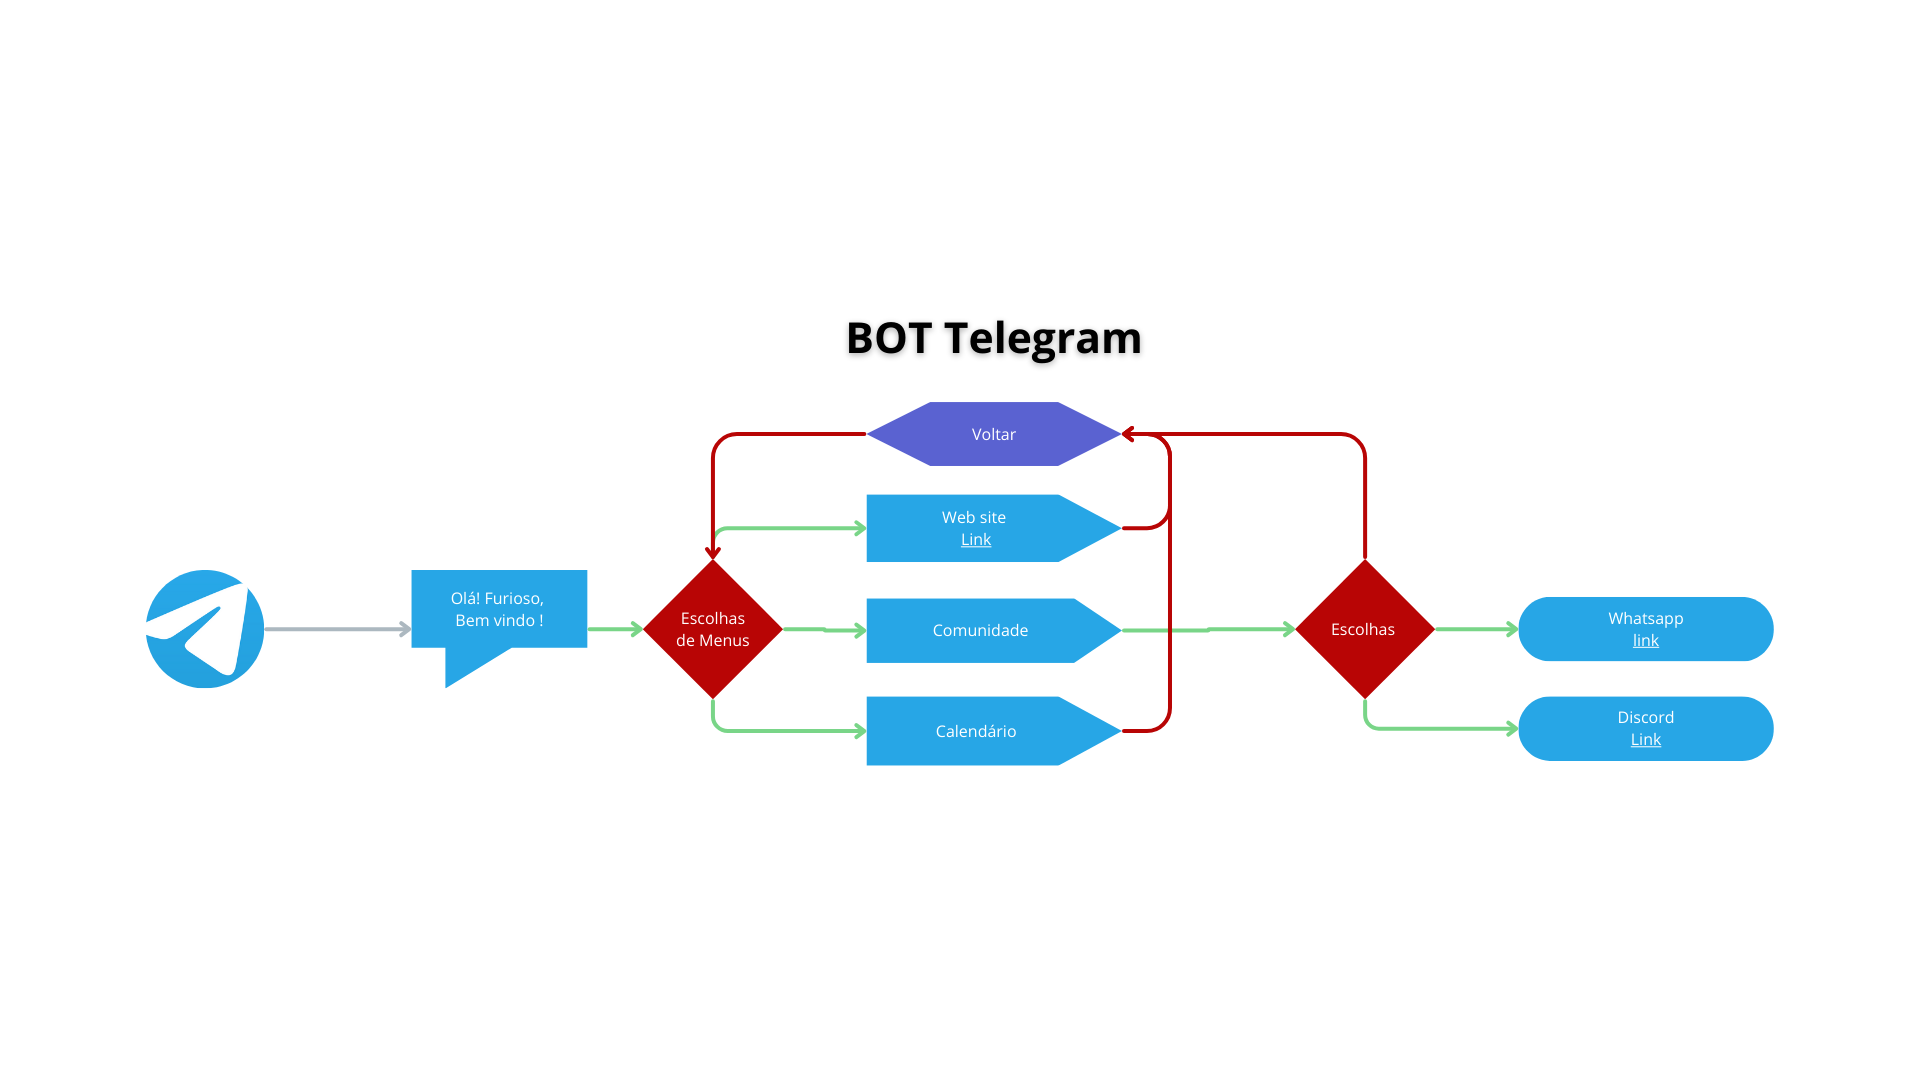 BOT Telegram
Voltar
Web site
Link
Olá! Furioso,
Bem vindo !
Escolhas
de Menus
Comunidade
Escolhas
Whatsapp
link
Calendário
Discord
Link